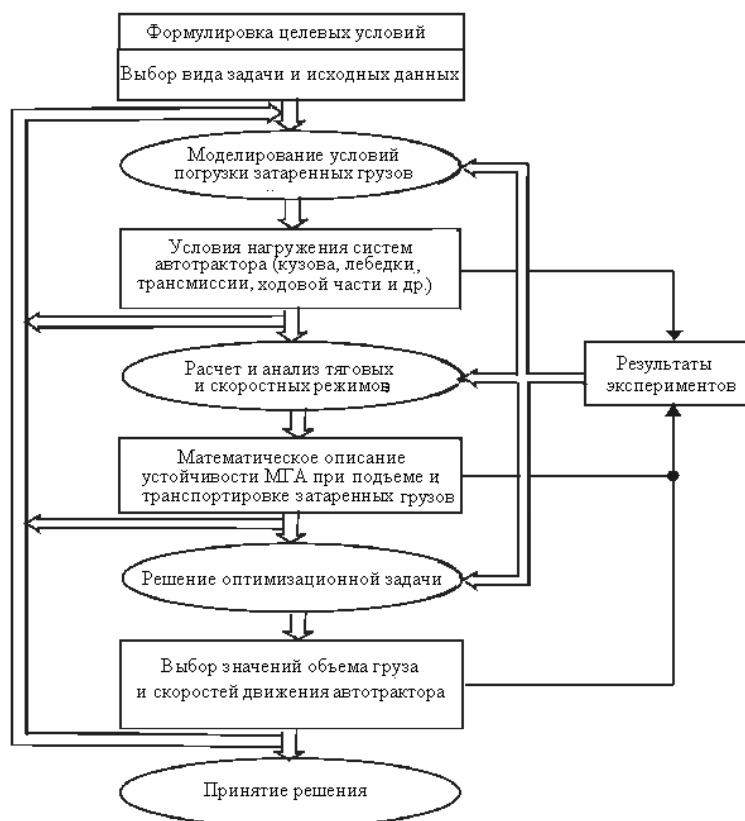 Формулировка целевых условий
Выбор вида задачи и исходных данных
Моделирование условий
погрузки затаренных грузов
Условия нагружения систем
автотрактора (кузова, лебедки,
трансмиссии, ходовой части и др.)
Расчет и анализ тяговых
и скоростных режимов
Результаты
экспериментов
Математическое описание
устойчивости МГА при подъеме и
транспортировке затаренных грузов
Решение оптимизационной задачи
Выбор значений объема груза
и скоростей движения автотрактора
Принятие решения